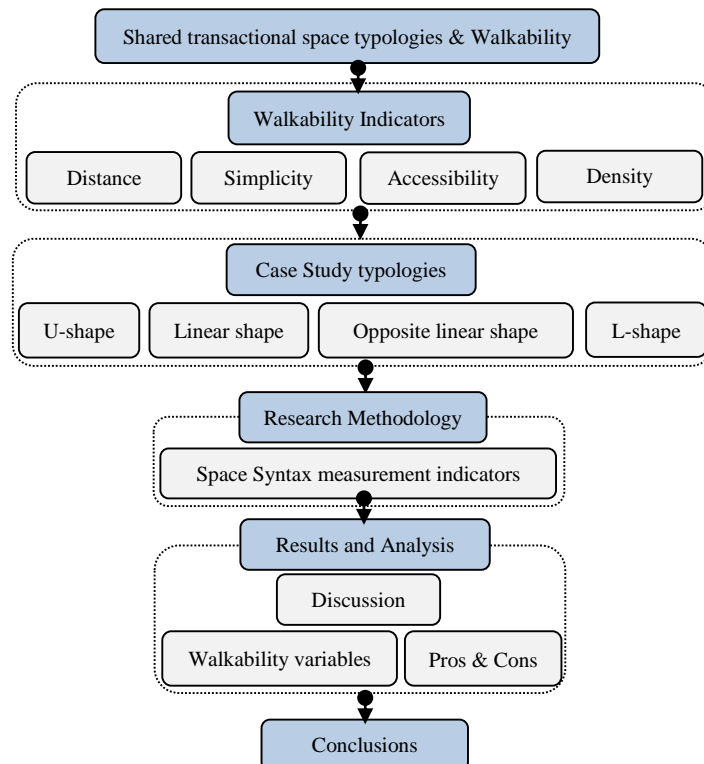 Shared transactional space typologies & Walkability
Walkability Indicators
Distance
Simplicity
Accessibility
Density
Case Study typologies
U-shape
Linear shape
Opposite linear shape
L-shape
Research Methodology
Space Syntax measurement indicators
Results and Analysis
Discussion
Walkability variables
Pros & Cons
Conclusions